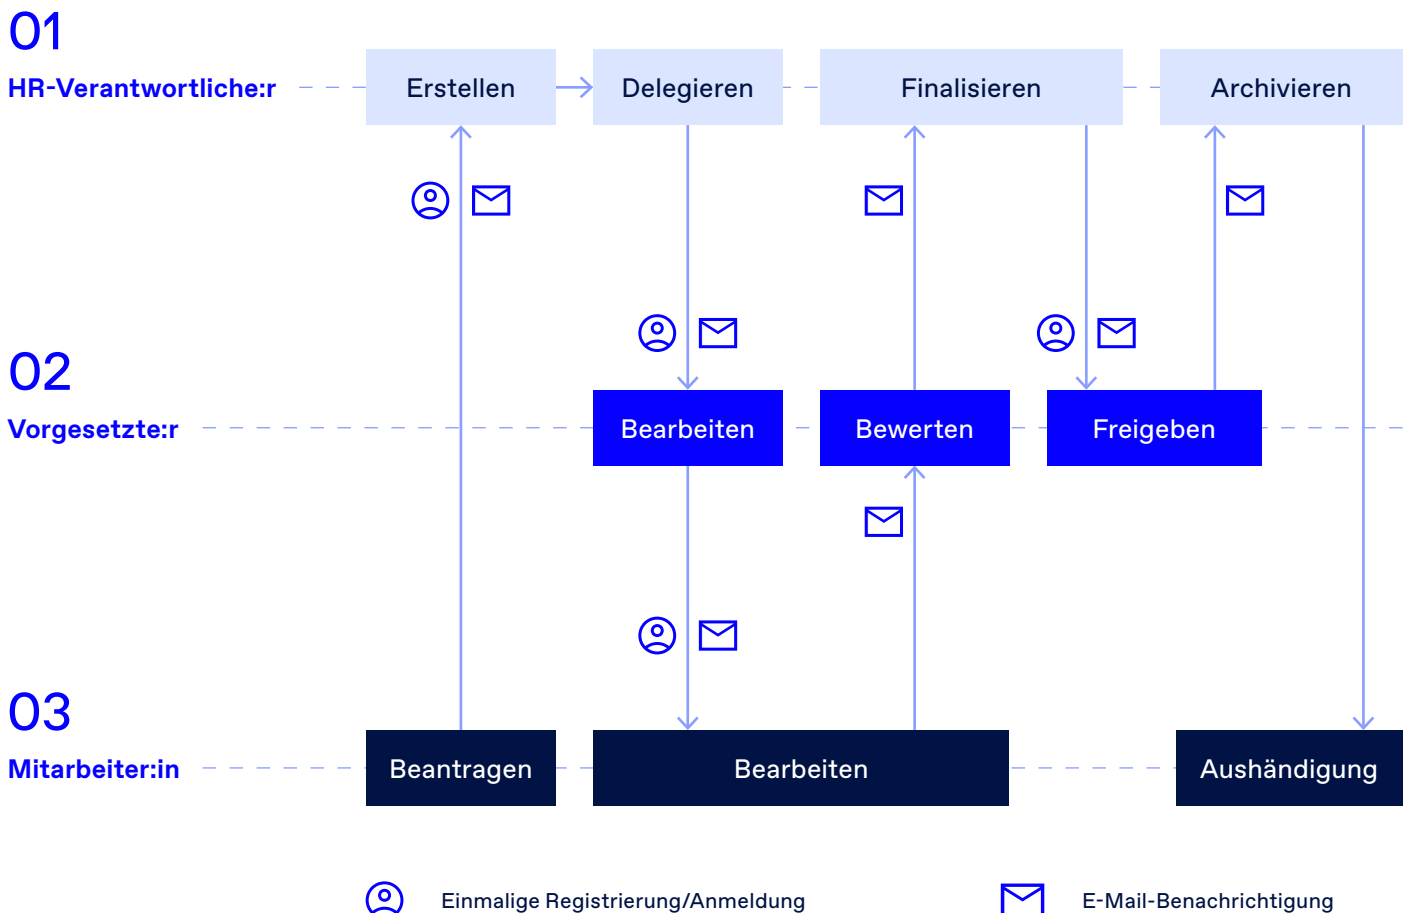 01
HR-Verantwortliche:r
Erstellen
Delegieren
Finalisieren
Archivieren
02
Vorgesetzte:r
Bearbeiten
Bewerten
Freigeben
03
Mitarbeiter:in
Beantragen
Bearbeiten
Aushändigung
Einmalige Registrierung/Anmeldung
E-Mail-Benachrichtigung